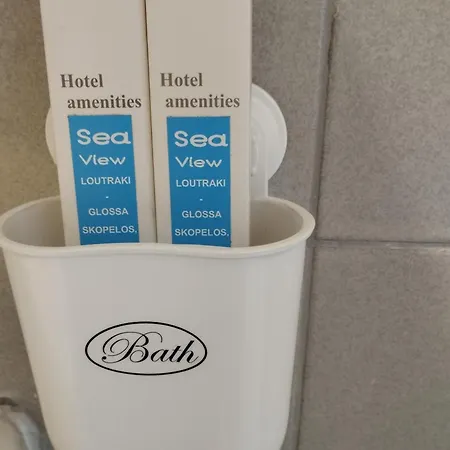 Hotel
amenities
Sea
View
LOUTRAKI
-
GLOSSA
SKOPELOS,
Hotel
amenities
Sea
View
LOUTRAKI
-
GLOSSA
SKOPELOS,
Bath